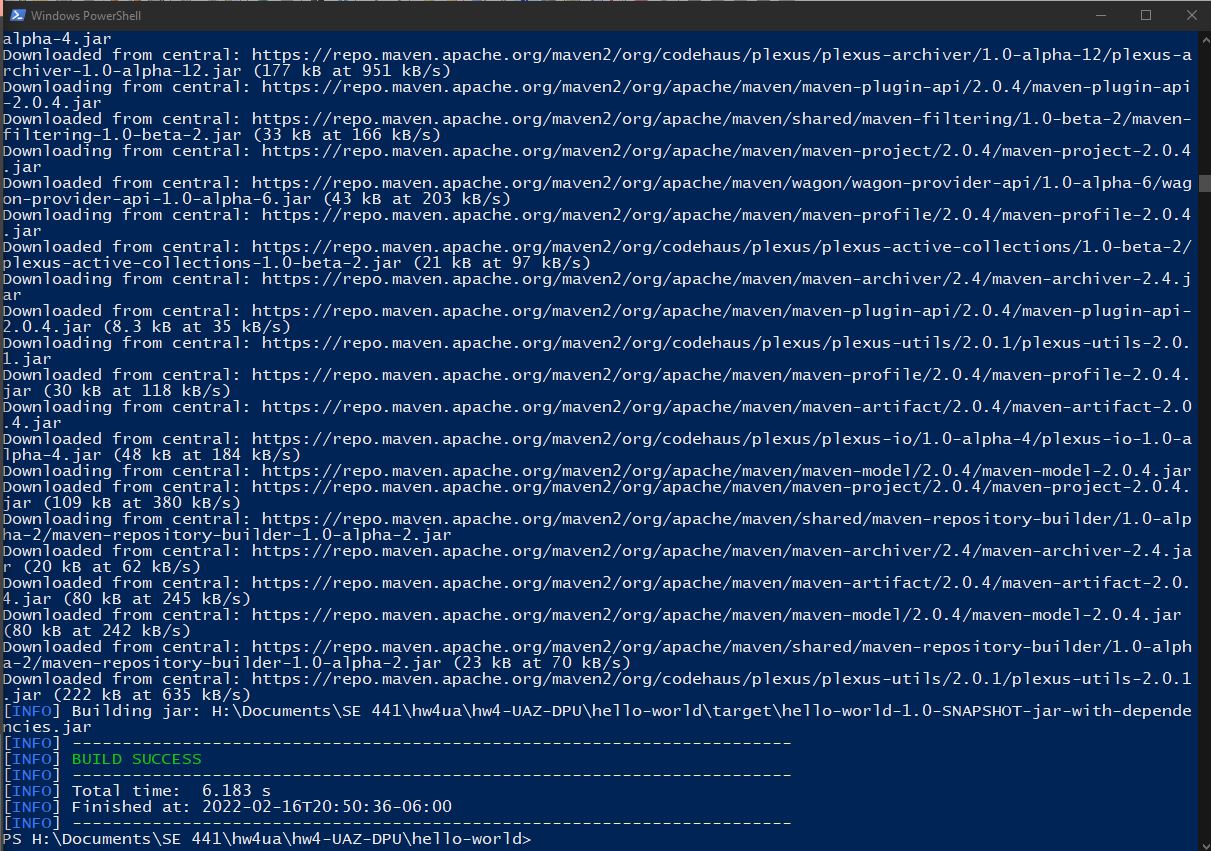 Windows PowerShell
alpha-4.jar
Downloaded from central: https://repo.maven.apache.org/maven2/org/codehaus/plexus/plexus-archiver/1.0-alpha-12/plexus-a
rchiver-1.0-alpha-12.jar (177 kB at 951 kB/s)
Downloading from central: https://repo.maven.apache.org/maven2/org/apache/maven/maven-plugin-api/2.0.4/maven-plugin-api
-2.0.4.jar
Downloaded from central: https://repo.maven.apache.org/maven2/org/apache/maven/shared/maven-filtering/1.0-beta-2/maven-
filtering-1.0-beta-2.jar (33 kB at 166 kB/s)
Downloading from central: https://repo.maven.apache.org/maven2/org/apache/maven/maven-project/2.0.4/maven-project-2.0.4
.jar
Downloaded from central: https://repo.maven.apache.org/maven2/org/apache/maven/wagon/wagon-provider-api/1.0-alpha-6/wag
on-provider-api-1.0-alpha-6.jar (43 kB at 203 kB/s)
Downloading from central: https://repo.maven.apache.org/maven2/org/apache/maven/maven-profile/2.0.4/maven-profile-2.0.4
.jar
Downloaded from central: https://repo.maven.apache.org/maven2/org/codehaus/plexus/plexus-active-collections/1.0-beta-2/
plexus-active-collections-1.0-beta-2.jar (21 kB at 97 kB/s)
Downloading from central: https://repo.maven.apache.org/maven2/org/apache/maven/maven-archiver/2.4/maven-archiver-2.4.j
ar
Downloaded from central: https://repo.maven.apache.org/maven2/org/apache/maven/maven-plugin-api/2.0.4/maven-plugin-api-
2.0.4.jar (8.3 kB at 35 kB/s)
Downloading from central: https://repo.maven.apache.org/maven2/org/codehaus/plexus/plexus-utils/2.0.1/plexus-utils-2.0.
1.jar
Downloaded from central: https://repo.maven.apache.org/maven2/org/apache/maven/maven-profile/2.0.4/maven-profile-2.0.4.
jar (30 kB at 118 kB/s)
Downloading from central: https://repo.maven.apache.org/maven2/org/apache/maven/maven-artifact/2.0.4/maven-artifact-2.0
.4.jar
Downloaded from central: https://repo.maven.apache.org/maven2/org/codehaus/plexus/plexus-io/1.0-alpha-4/plexus-io-1.0-a
lpha-4.jar (48 kB at 184 kB/s)
Downloading from central: https://repo.maven.apache.org/maven2/org/apache/maven/maven-model/2.0.4/maven-model-2.0.4.jar
Downloaded from central: https://repo.maven.apache.org/maven2/org/apache/maven/maven-project/2.0.4/maven-project-2.0.4.
jar (109 kB at 380 kB/s)
Downloading from central: https://repo.maven.apache.org/maven2/org/apache/maven/shared/maven-repository-builder/1.0-alp
ha-2/maven-repository-builder-1.0-alpha-2.jar
Downloaded from central: https://repo.maven.apache.org/maven2/org/apache/maven/maven-archiver/2.4/maven-archiver-2.4.ja
r (20 kB at 62 kB/s)
Downloaded from central: https://repo.maven.apache.org/maven2/org/apache/maven/maven-artifact/2.0.4/maven-artifact-2.0.
4.jar (80 kB at 245 kB/s)
Downloaded from central: https://repo.maven.apache.org/maven2/org/apache/maven/maven-model/2.0.4/maven-model-2.0.4.jar
(80 kB at 242 kB/s)
Downloaded from central: https://repo.maven.apache.org/maven2/org/apache/maven/shared/maven-repository-builder/1.0-alph
a-2/maven-repository-builder-1.0-alpha-2.jar (23 kB at 70 kB/s)
Downloaded from central: https://repo.maven.apache.org/maven2/org/codehaus/plexus/plexus-utils/2.0.1/plexus-utils-2.0.1
.jar (222 kB at 635 kB/s)
[INFO] Building jar: H:\Documents\SE 441\hw4ua\hw4-UAZ-DPU\hello-world\target\hello-world-1.0-SNAPSHOT-jar-with-depende
ncies.jar
[INFO] ------------------------------------------------------------------------
[INFO] BUILD SUCCESS
[INFO] ------------------------------------------------------------------------
[INFO] Total time:  6.183 s
[INFO] Finished at: 2022-02-16T20:50:36-06:00
[INFO] ------------------------------------------------------------------------
PS H:\Documents\SE 441\hw4ua\hw4-UAZ-DPU\hello-world>